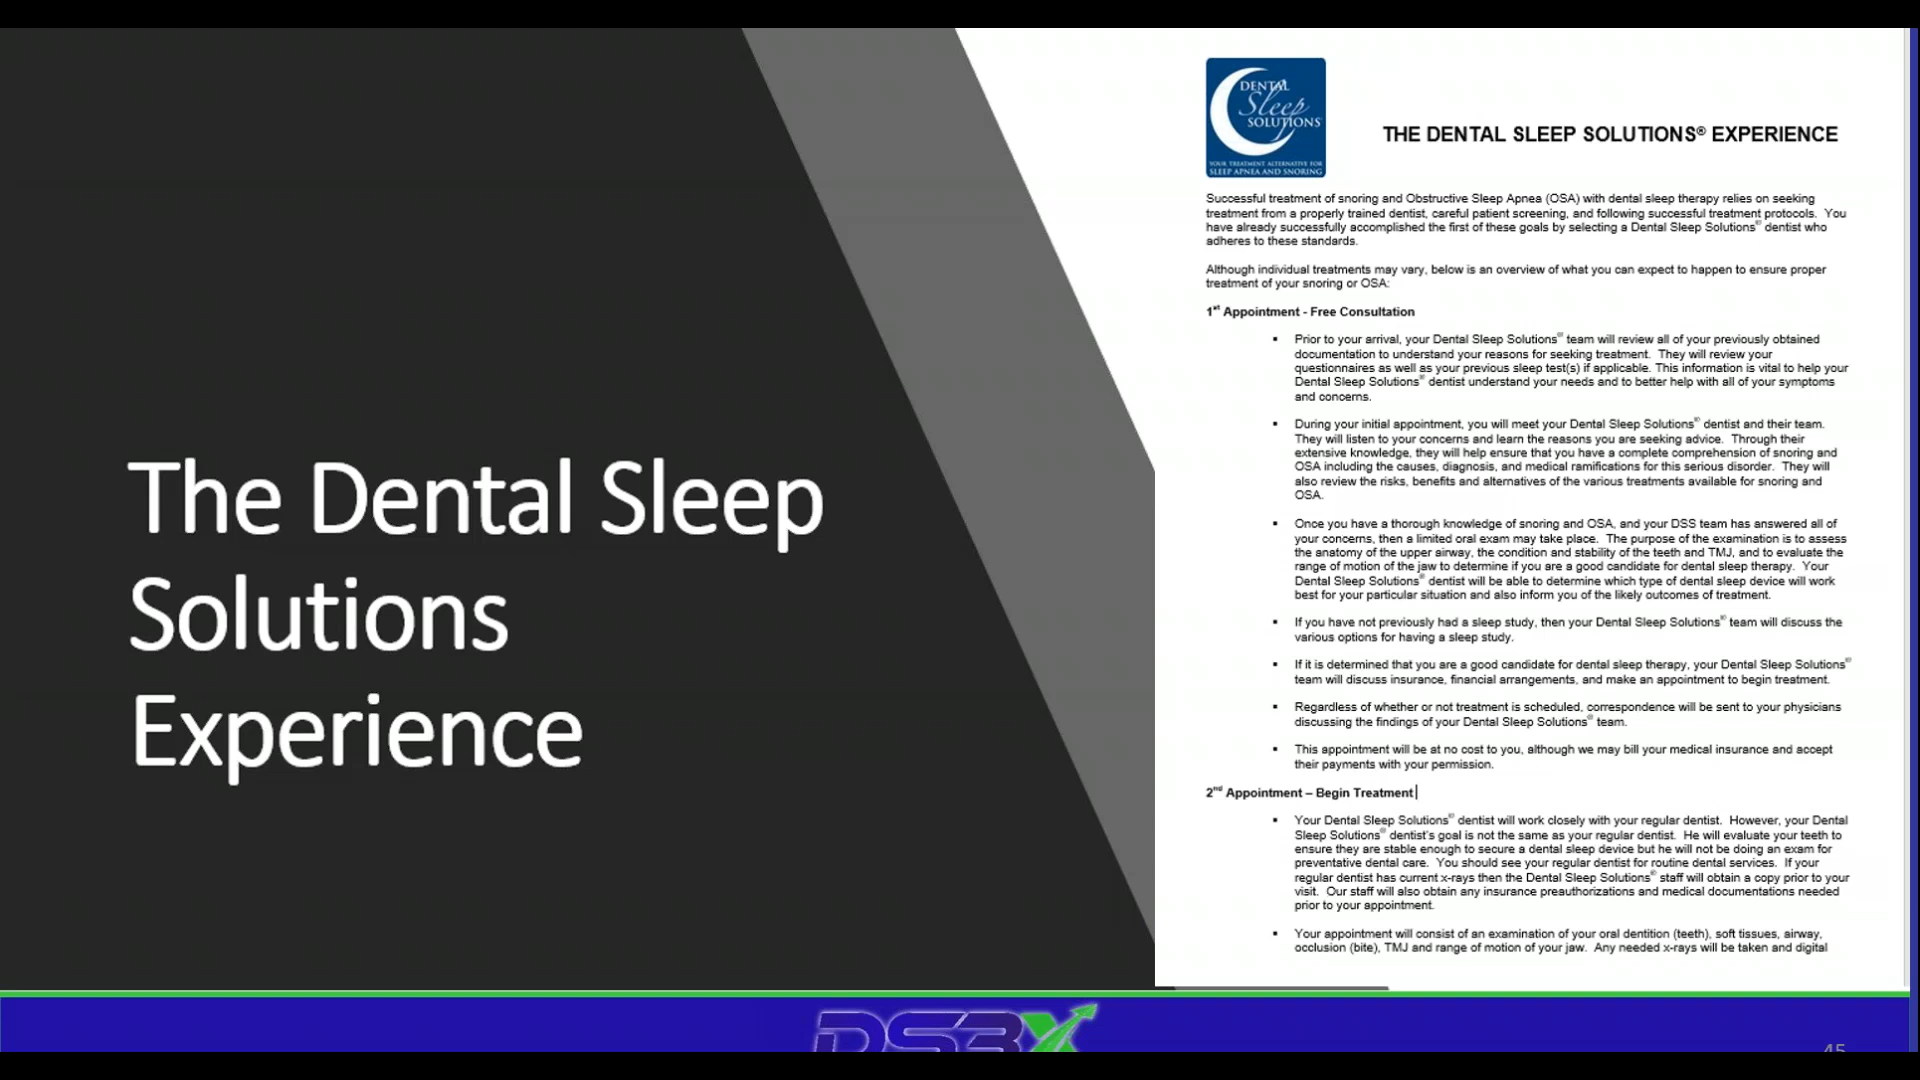 The Dental Sleep
Solutions
Experience
DENTAL
Sleep
SOLUTIONS
YOUR TREATMENT ALTERNATIVE FOR
SLEEP APNEA AND SNORING
THE DENTAL SLEEP SOLUTIONS® EXPERIENCE
Successful treatment of snoring and Obstructive Sleep Apnea (OSA) with dental sleep therapy relies on seeking
treatment from a properly trained dentist, careful patient screening, and following successful treatment protocols. You
have already successfully accomplished the first of these goals by selecting a Dental Sleep Solutions® dentist who
adheres to these standards.
Although individual treatments may vary, below is an overview of what you can expect to happen to ensure proper
treatment of your snoring or OSA:
1st Appointment - Free Consultation
▪ Prior to your arrival, your Dental Sleep Solutions® team will review all of your previously obtained
documentation to understand your reasons for seeking treatment. They will review your
questionnaires as well as your previous sleep test(s) if applicable. This information is vital to help your
Dental Sleep Solutions® dentist understand your needs and to better help with all of your symptoms
and concerns.
▪ During your initial appointment, you will meet your Dental Sleep Solutions® dentist and their team.
They will listen to your concerns and learn the reasons you are seeking advice. Through their
extensive knowledge, they will help ensure that you have a complete comprehension of snoring and
OSA including the causes, diagnosis, and medical ramifications for this serious disorder. They will
also review the risks, benefits and alternatives of the various treatments available for snoring and
OSA.
▪ Once you have a thorough knowledge of snoring and OSA, and your DSS team has answered all of
your concerns, then a limited oral exam may take place. The purpose of the examination is to assess
the anatomy of the upper airway, the condition and stability of the teeth and TMJ, and to evaluate the
range of motion of the jaw to determine if you are a good candidate for dental sleep therapy. Your
Dental Sleep Solutions® dentist will be able to determine which type of dental sleep device will work
best for your particular situation and also inform you of the likely outcomes of treatment.
▪ If you have not previously had a sleep study, then your Dental Sleep Solutions® team will discuss the
various options for having a sleep study.
▪ If it is determined that you are a good candidate for dental sleep therapy, your Dental Sleep Solutions®
team will discuss insurance, financial arrangements, and make an appointment to begin treatment.
▪ Regardless of whether or not treatment is scheduled, correspondence will be sent to your physicians
discussing the findings of your Dental Sleep Solutions® team.
▪ This appointment will be at no cost to you, although we may bill your medical insurance and accept
their payments with your permission.
2nd Appointment – Begin Treatment
▪ Your Dental Sleep Solutions® dentist will work closely with your regular dentist. However, your Dental
Sleep Solutions® dentist's goal is not the same as your regular dentist. He will evaluate your teeth to
ensure they are stable enough to secure a dental sleep device but he will not be doing an exam for
preventative dental care. You should see your regular dentist for routine dental services. If your
regular dentist has current x-rays then the Dental Sleep Solutions® staff will obtain a copy prior to your
visit. Our staff will also obtain any insurance preauthorizations and medical documentations needed
prior to your appointment.
▪ Your appointment will consist of an examination of your oral dentition (teeth), soft tissues, airway,
occlusion (bite), TMJ and range of motion of your jaw. Any needed x-rays will be taken and digital
DS3X
45